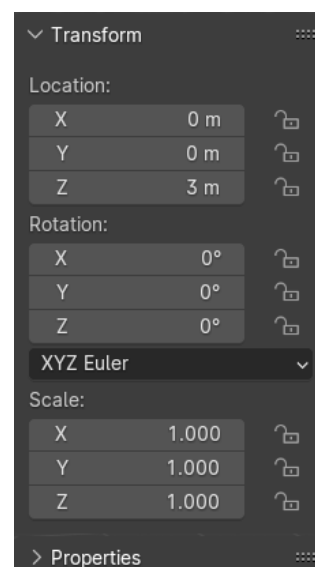 Transform
Location:
X 0 m
Y 0 m
Z 3 m
Rotation:
X 0°
Y 0°
Z 0°
XYZ Euler
Scale:
X 1.000
Y 1.000
Z 1.000
Properties